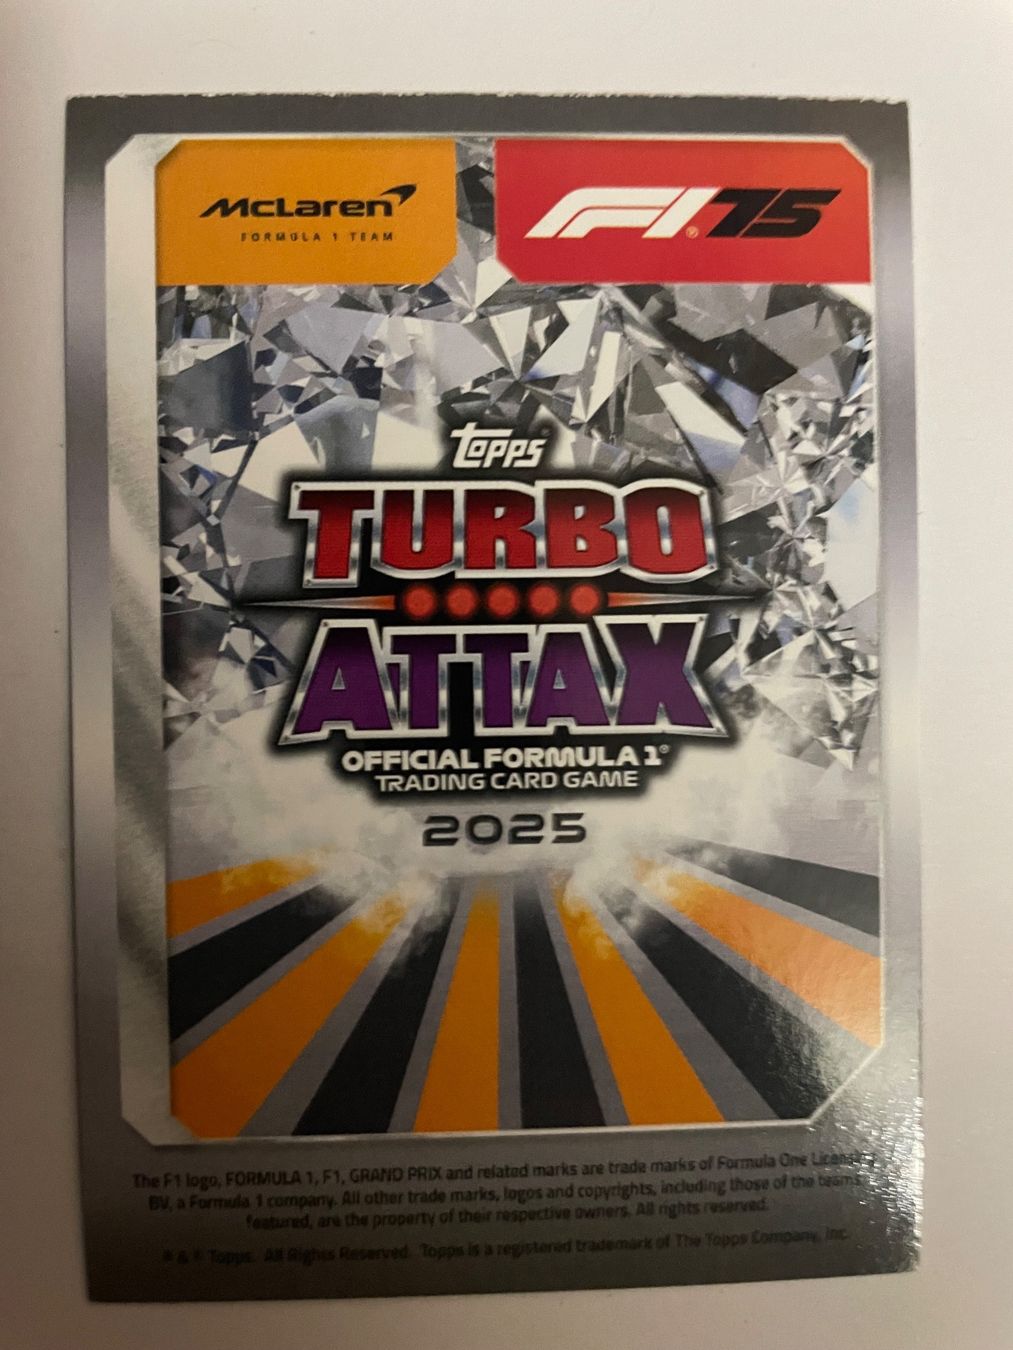 McLaren
FORMULA 1 TEAM
F1® 75
Topps
TURBO
ATTAX
OFFICIAL FORMULA 1®
TRADING CARD GAME
2025
The F1 logo, FORMULA 1, F1, GRAND PRIX and related marks are trade marks of Formula One Licensing
BV, a Formula 1 company. All other trade marks, logos and copyrights, including those of the teams
featured, are the property of their respective owners. All rights reserved.
® & © Topps. All Rights Reserved. Topps is a registered trademark of The Topps Company, Inc.